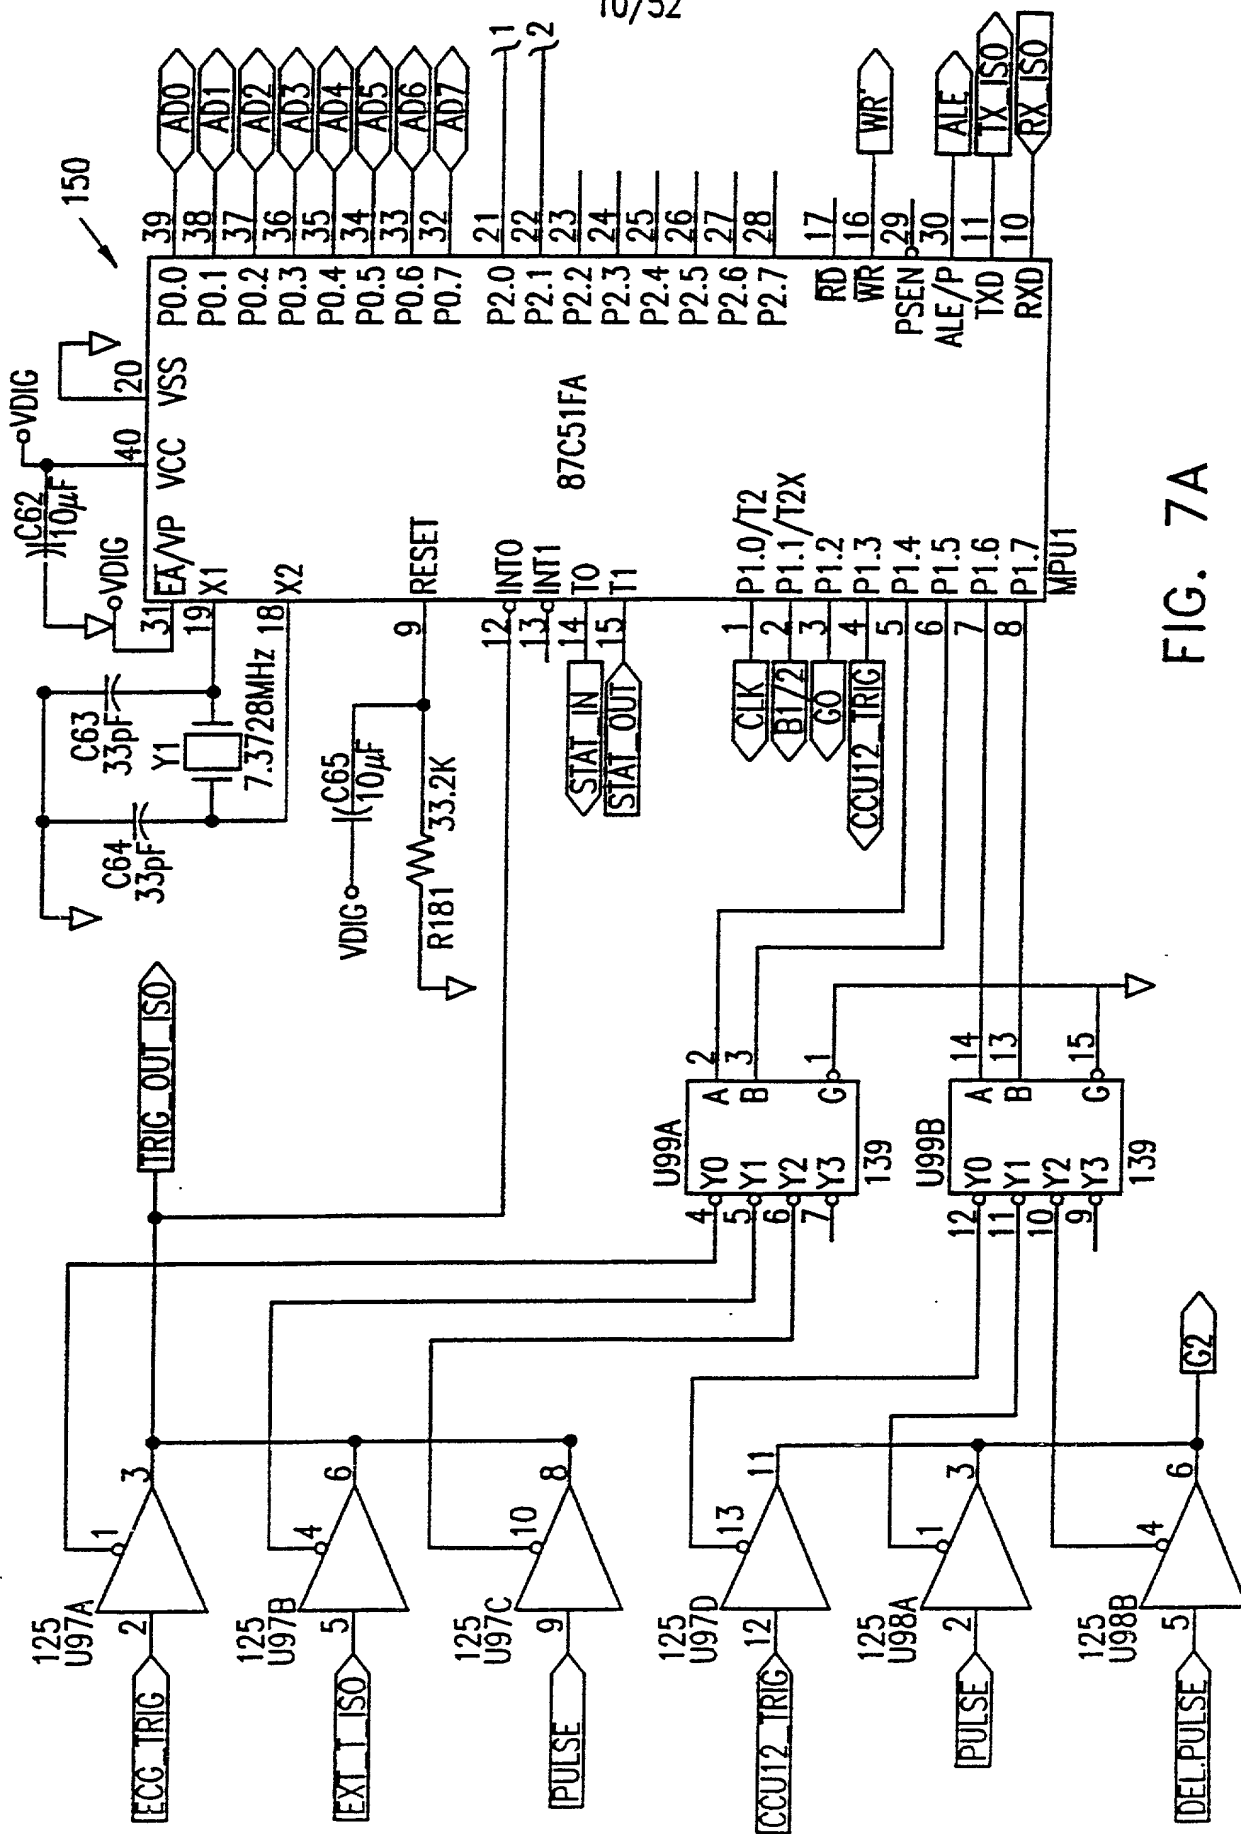 10/52
150
AD0
AD1
AD2
AD3
AD4
AD5
AD6
AD7
1
2
WR'
ALE
TX_ISO
RX_ISO
39
38
37
36
35
34
33
32
21
22
23
24
25
26
27
28
17
16
29
30
11
10
P0.0
P0.1
P0.2
P0.3
P0.4
P0.5
P0.6
P0.7
P2.0
P2.1
P2.2
P2.3
P2.4
P2.5
P2.6
P2.7
RD
WR
PSEN
ALE/P
TXD
RXD
VDIG
C62
10μF
VDIG
40
20
VCC
VSS
87C51FA
EA/VP
X1
X2
RESET
INT0
INT1
T0
T1
P1.0/T2
P1.1/T2X
P1.2
P1.3
P1.4
P1.5
P1.6
P1.7
MPU1
31
19
18
9
12
13
14
15
1
2
3
4
5
6
7
8
C63
33pF
Y1
7.3728MHz
C64
33pF
C65
10μF
VDIG
33.2K
R181
STAT_IN
STAT_OUT
CLK
B1/2
GO
CCU12_TRIG
TRIG_OUT_ISO
U99A
2
3
1
A
B
G
Y0
Y1
Y2
Y3
4
5
6
7
139
U99B
14
13
15
A
B
G
Y0
Y1
Y2
Y3
12
11
10
9
139
G2
3
1
125
U97A
2
ECG_TRIG
6
4
125
U97B
5
EXT_T_ISO
8
10
125
U97C
9
PULSE
11
13
125
U97D
12
CCU12_TRIG
3
1
125
U98A
2
PULSE
6
4
125
U98B
5
DEL.PULSE
FIG. 7A